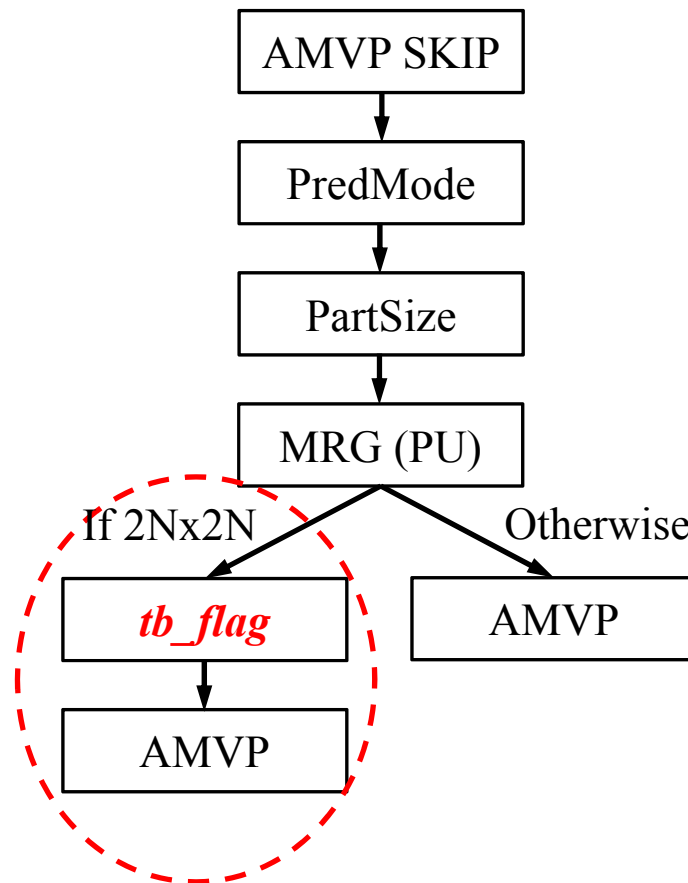 AMVP SKIP
PredMode
PartSize
MRG (PU)
If 2Nx2N
Otherwise
tb_flag
AMVP
AMVP